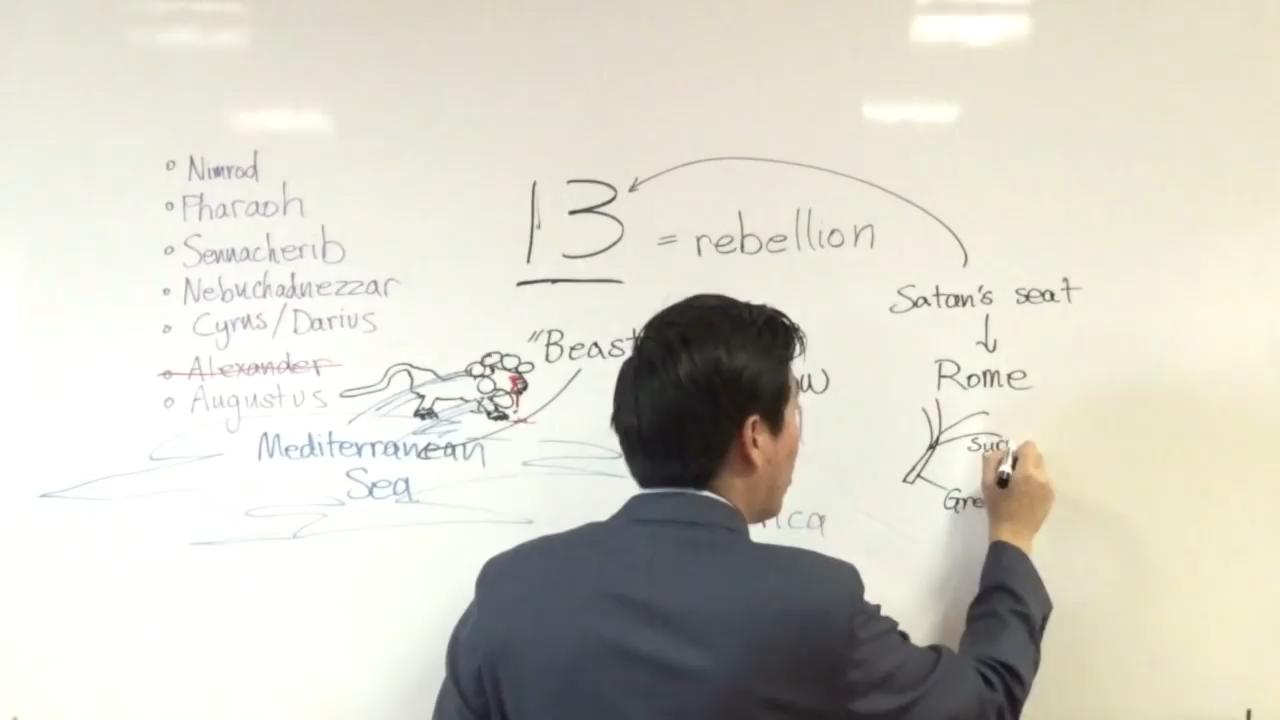 Nimrod
Pharaoh
Sennacherib
Nebuchadnezzar
Cyrus/Darius
Alexander
Augustus
Mediterranean
Sea
13
= rebellion
"Beast
Satan's seat
Rome